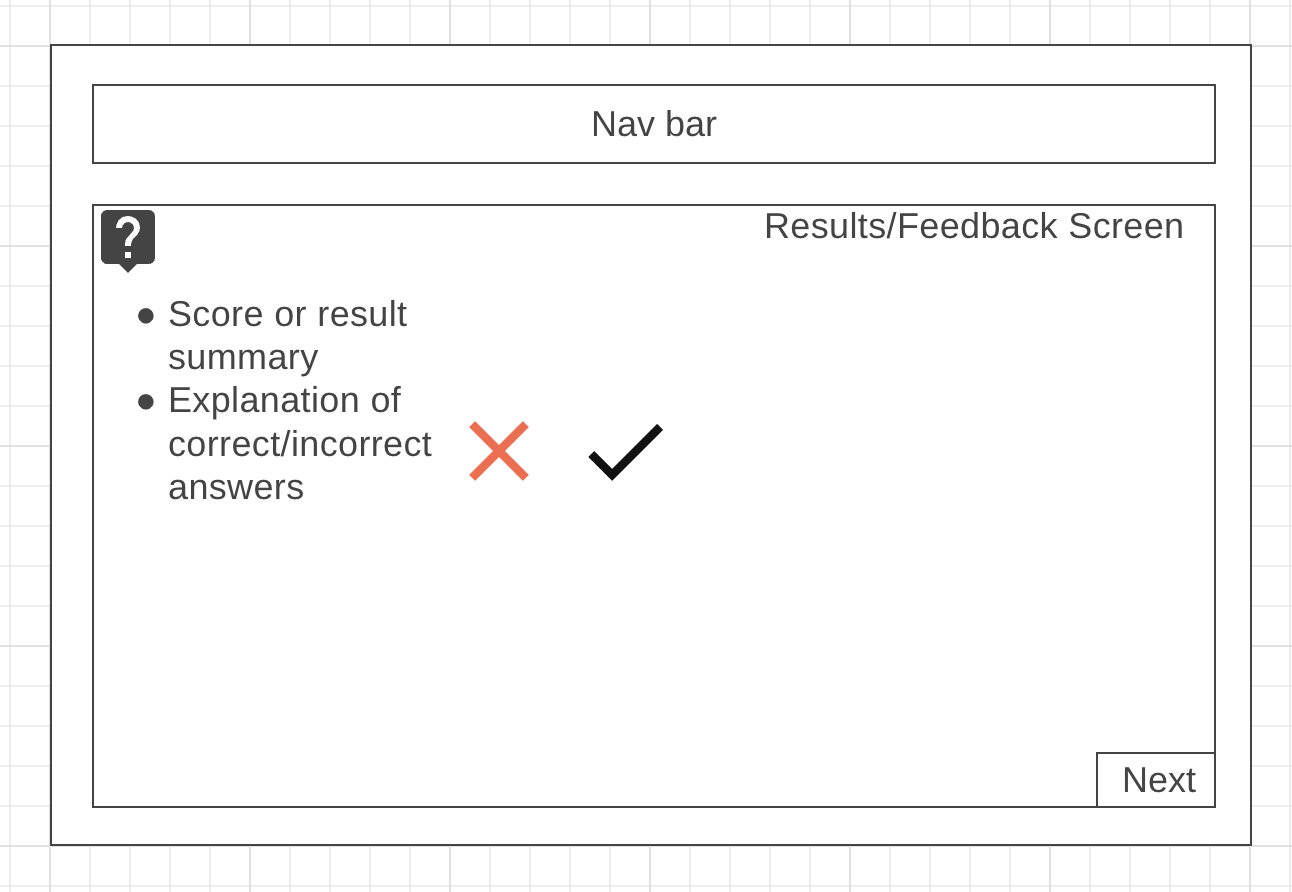 Nav bar
?
Results/Feedback Screen
● Score or result
summary
● Explanation of
correct/incorrect
answers
Next